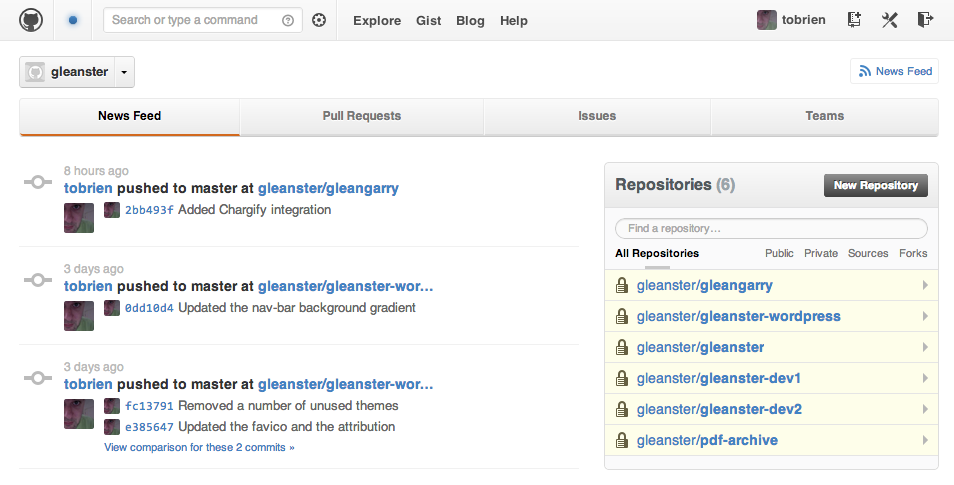 Search or type a command
Explore Gist Blog Help
tobrien
gleanster
News Feed
News Feed Pull Requests Issues Teams
8 hours ago
tobrien pushed to master at gleanster/gleangarry
2bb493f Added Chargify integration
3 days ago
tobrien pushed to master at gleanster/gleanster-wor...
0dd10d4 Updated the nav-bar background gradient
3 days ago
tobrien pushed to master at gleanster/gleanster-wor...
fc13791 Removed a number of unused themes
e385647 Updated the favico and the attribution
View comparison for these 2 commits »
Repositories (6) New Repository
Find a repository...
All Repositories Public Private Sources Forks
gleanster/gleangarry
gleanster/gleanster-wordpress
gleanster/gleanster
gleanster/gleanster-dev1
gleanster/gleanster-dev2
gleanster/pdf-archive